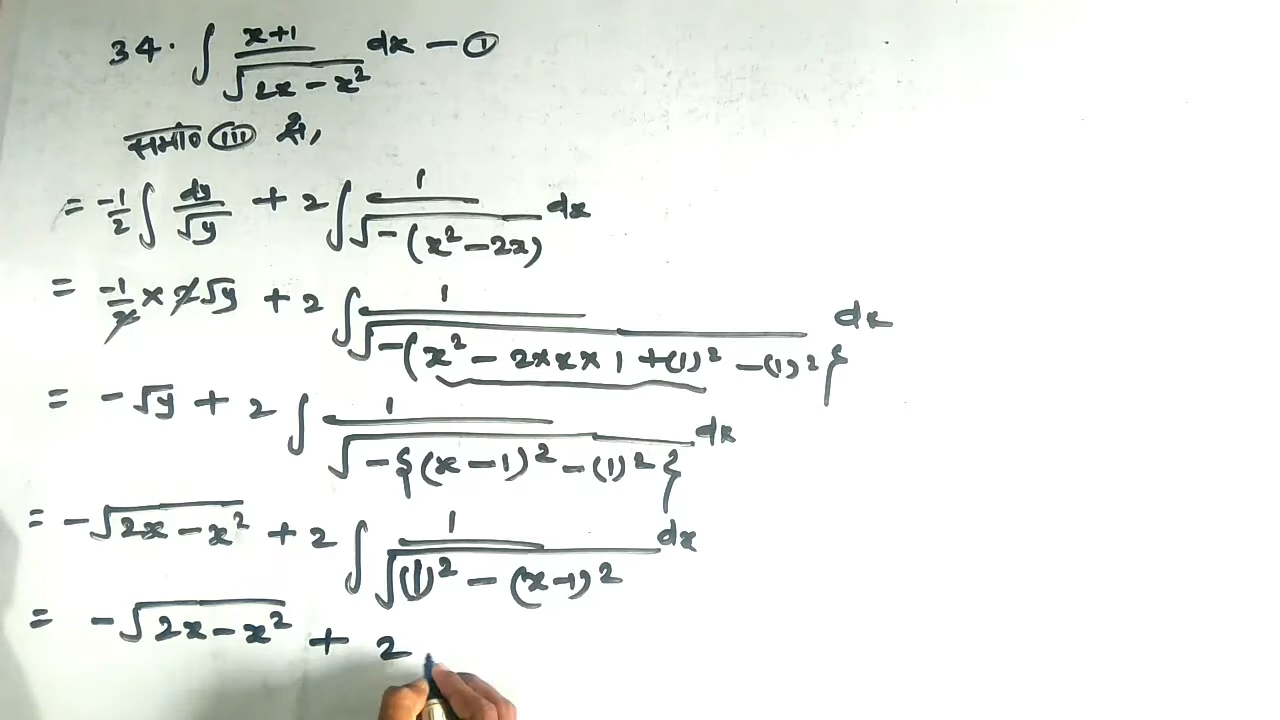 34. ∫ x+1 / √(2x − x²) dx − ①
समी० (iii) से,
= -1/2 ∫ dy/√y + 2 ∫ 1 / √(-(x² − 2x)) dx
= -1/2 × 2√y + 2 ∫ 1 / √(-(x² − 2×x×1 + (1)² − (1)²}) dx
= -√y + 2 ∫ 1 / √(-{(x − 1)² − (1)²}) dx
= -√(2x − x²) + 2 ∫ 1 / √((1)² − (x-1)²) dx
= -√(2x − x²) + 2